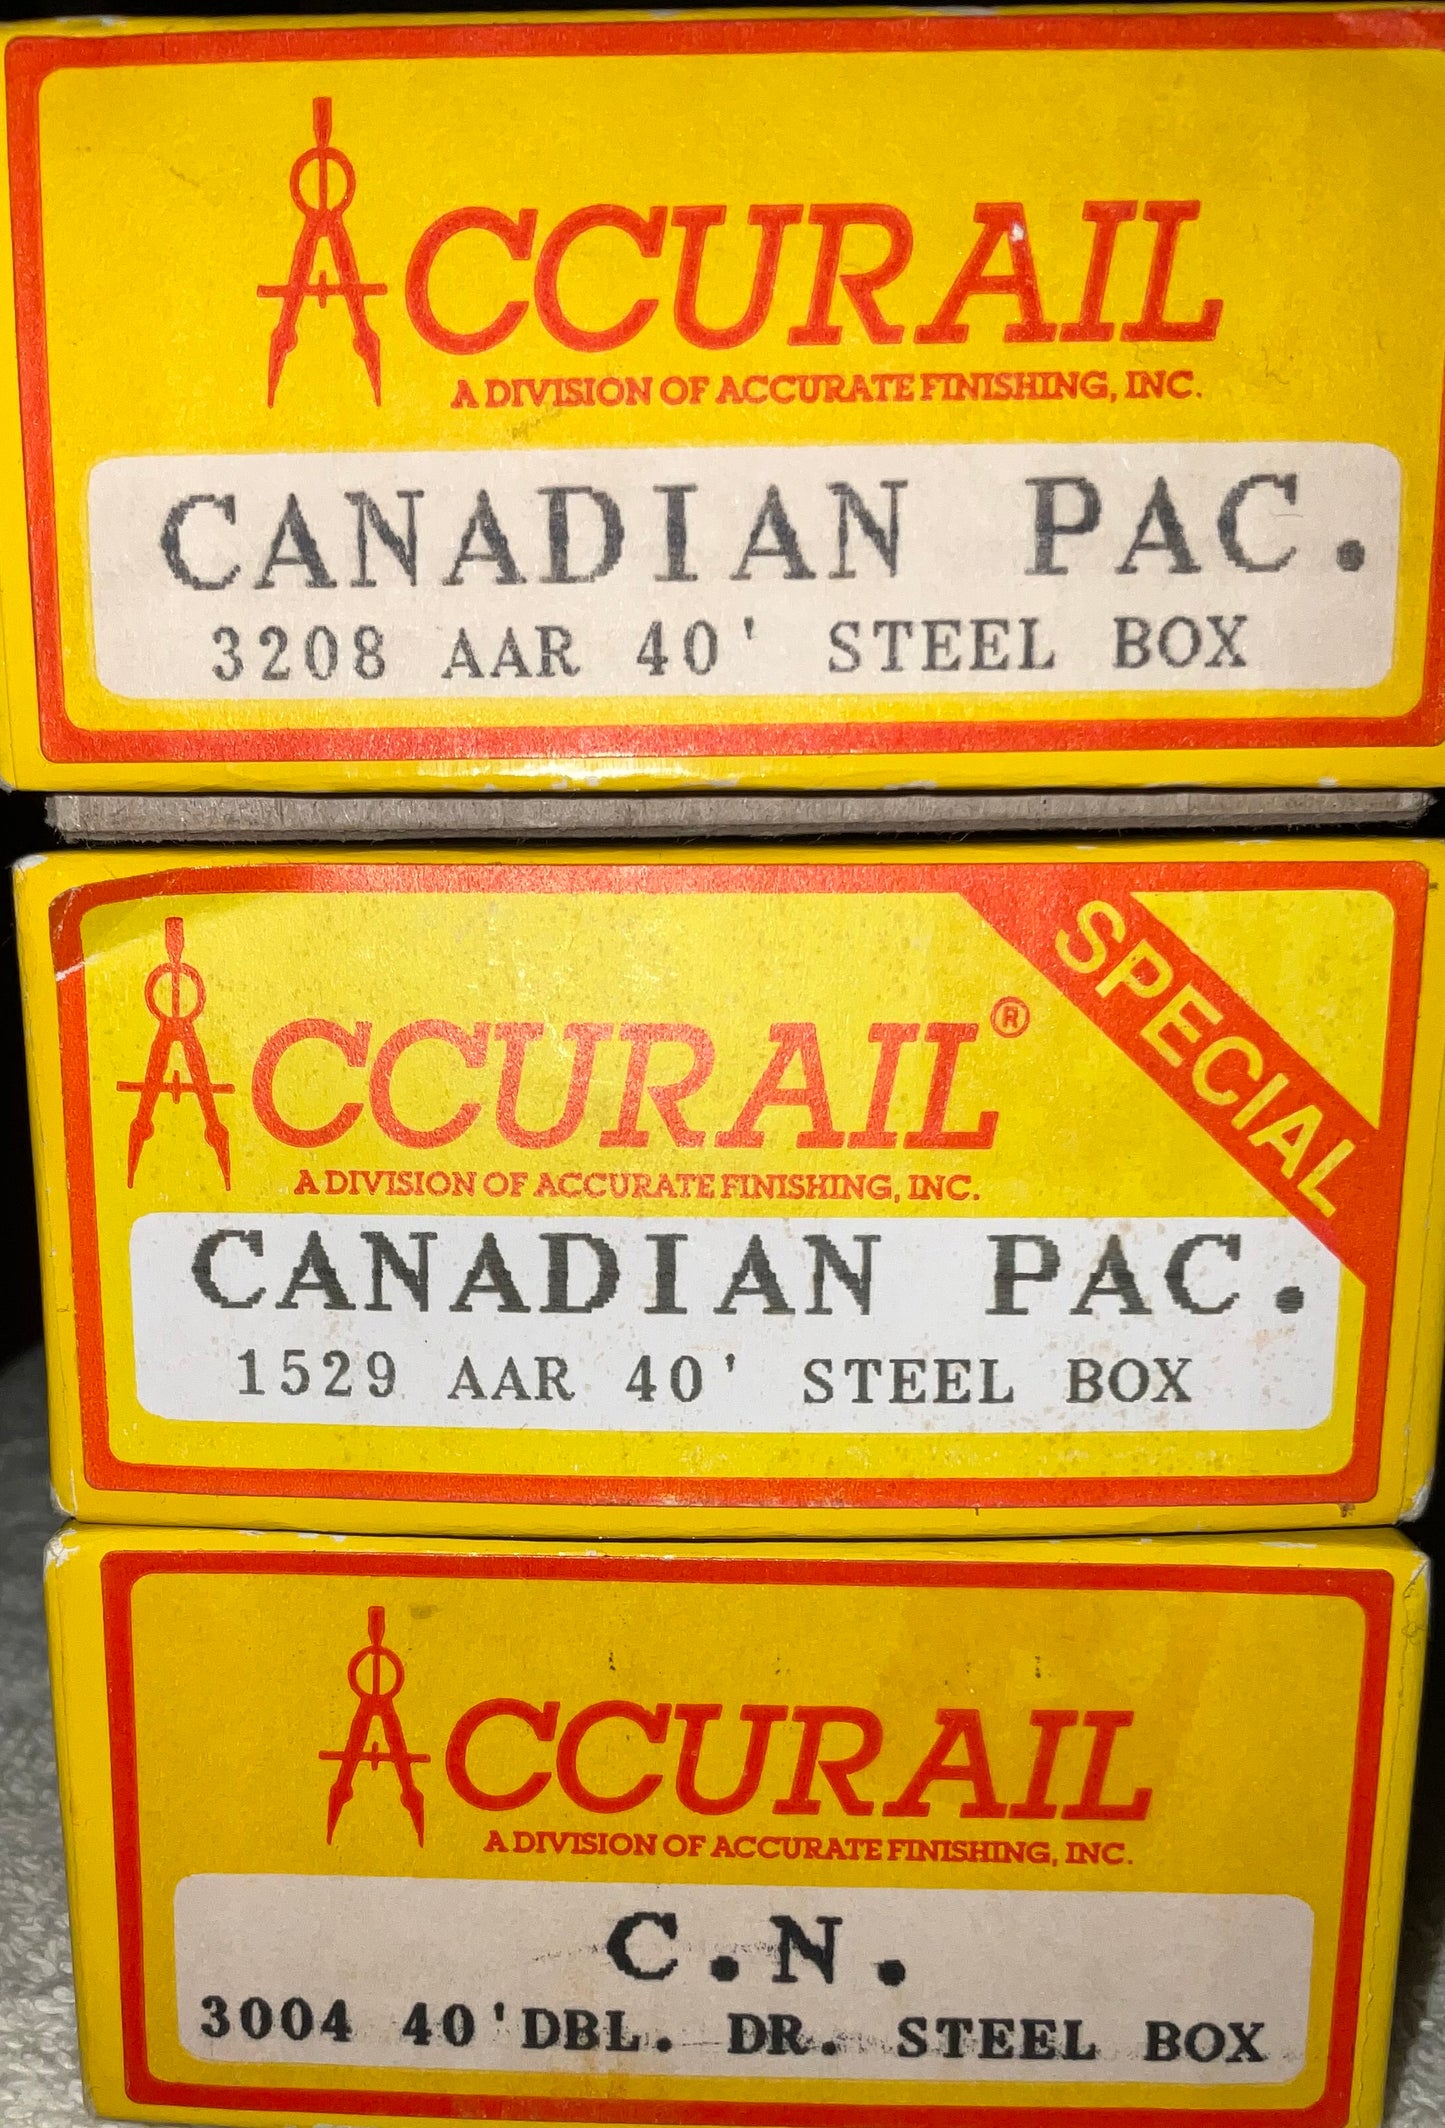 ACCURAIL
A DIVISION OF ACCURATE FINISHING, INC.
CANADIAN PAC.
3208 AAR 40' STEEL BOX
SPECIAL
ACCURAIL®
A DIVISION OF ACCURATE FINISHING, INC.
CANADIAN PAC.
1529 AAR 40' STEEL BOX
ACCURAIL
A DIVISION OF ACCURATE FINISHING, INC.
C.N.
3004 40'DBL. DR. STEEL BOX